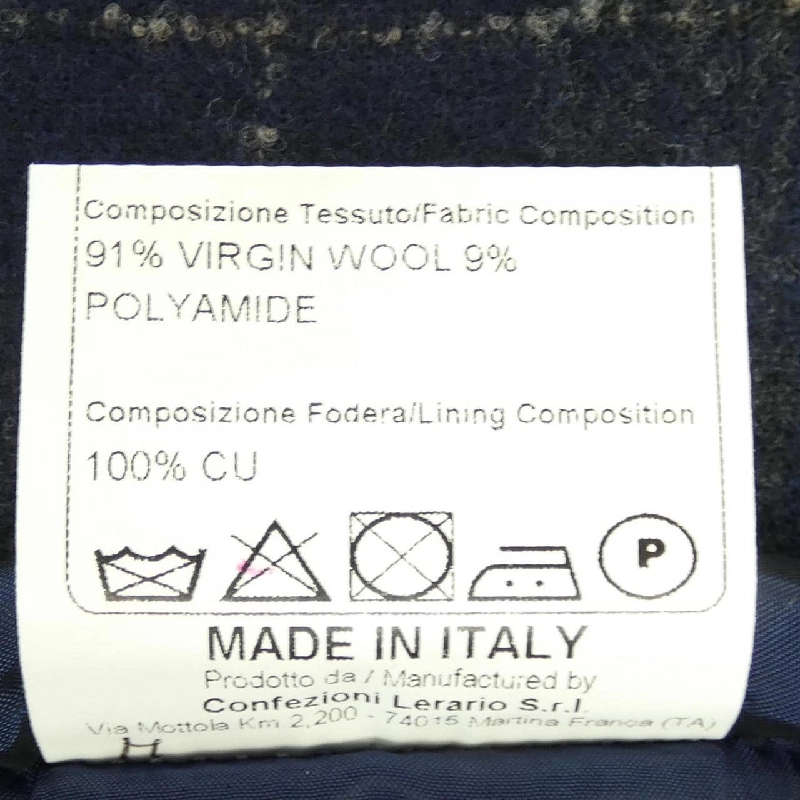 Composizione Tessuto/Fabric Composition
91% VIRGIN WOOL 9%
POLYAMIDE
Composizione Fodera/Lining Composition
100% CU
P
MADE IN ITALY
Prodotto da / Manufactured by
Confezioni Lerario S.r.l.
Via Mottola Km 2,200 - 74015 Martina Franca (TA)
H